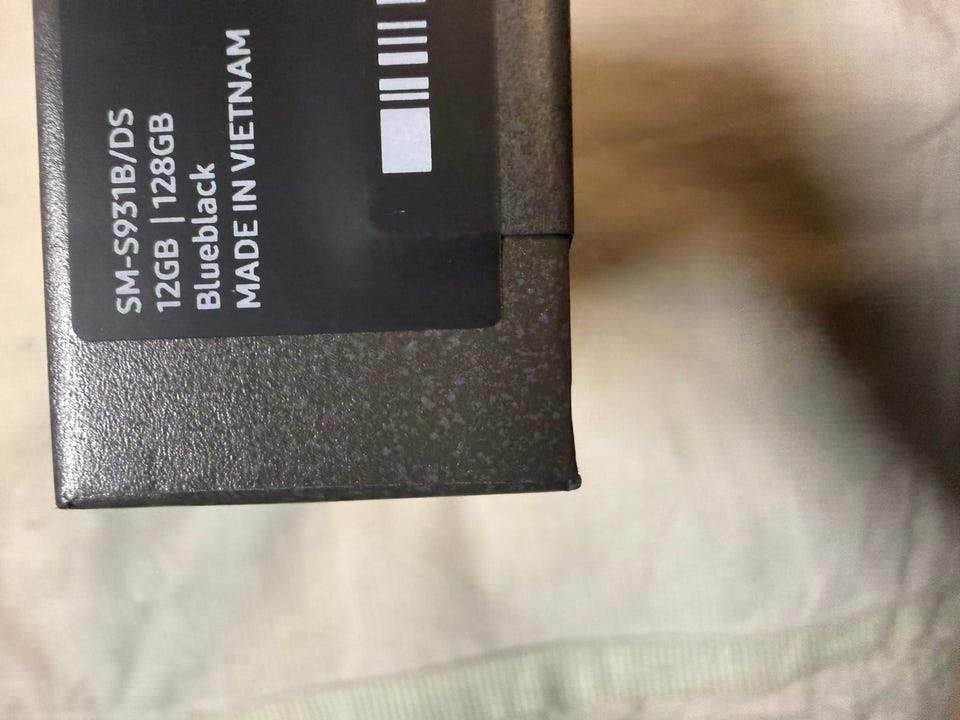 SM-S931B/DS
12GB | 128GB
Blueblack
MADE IN VIETNAM